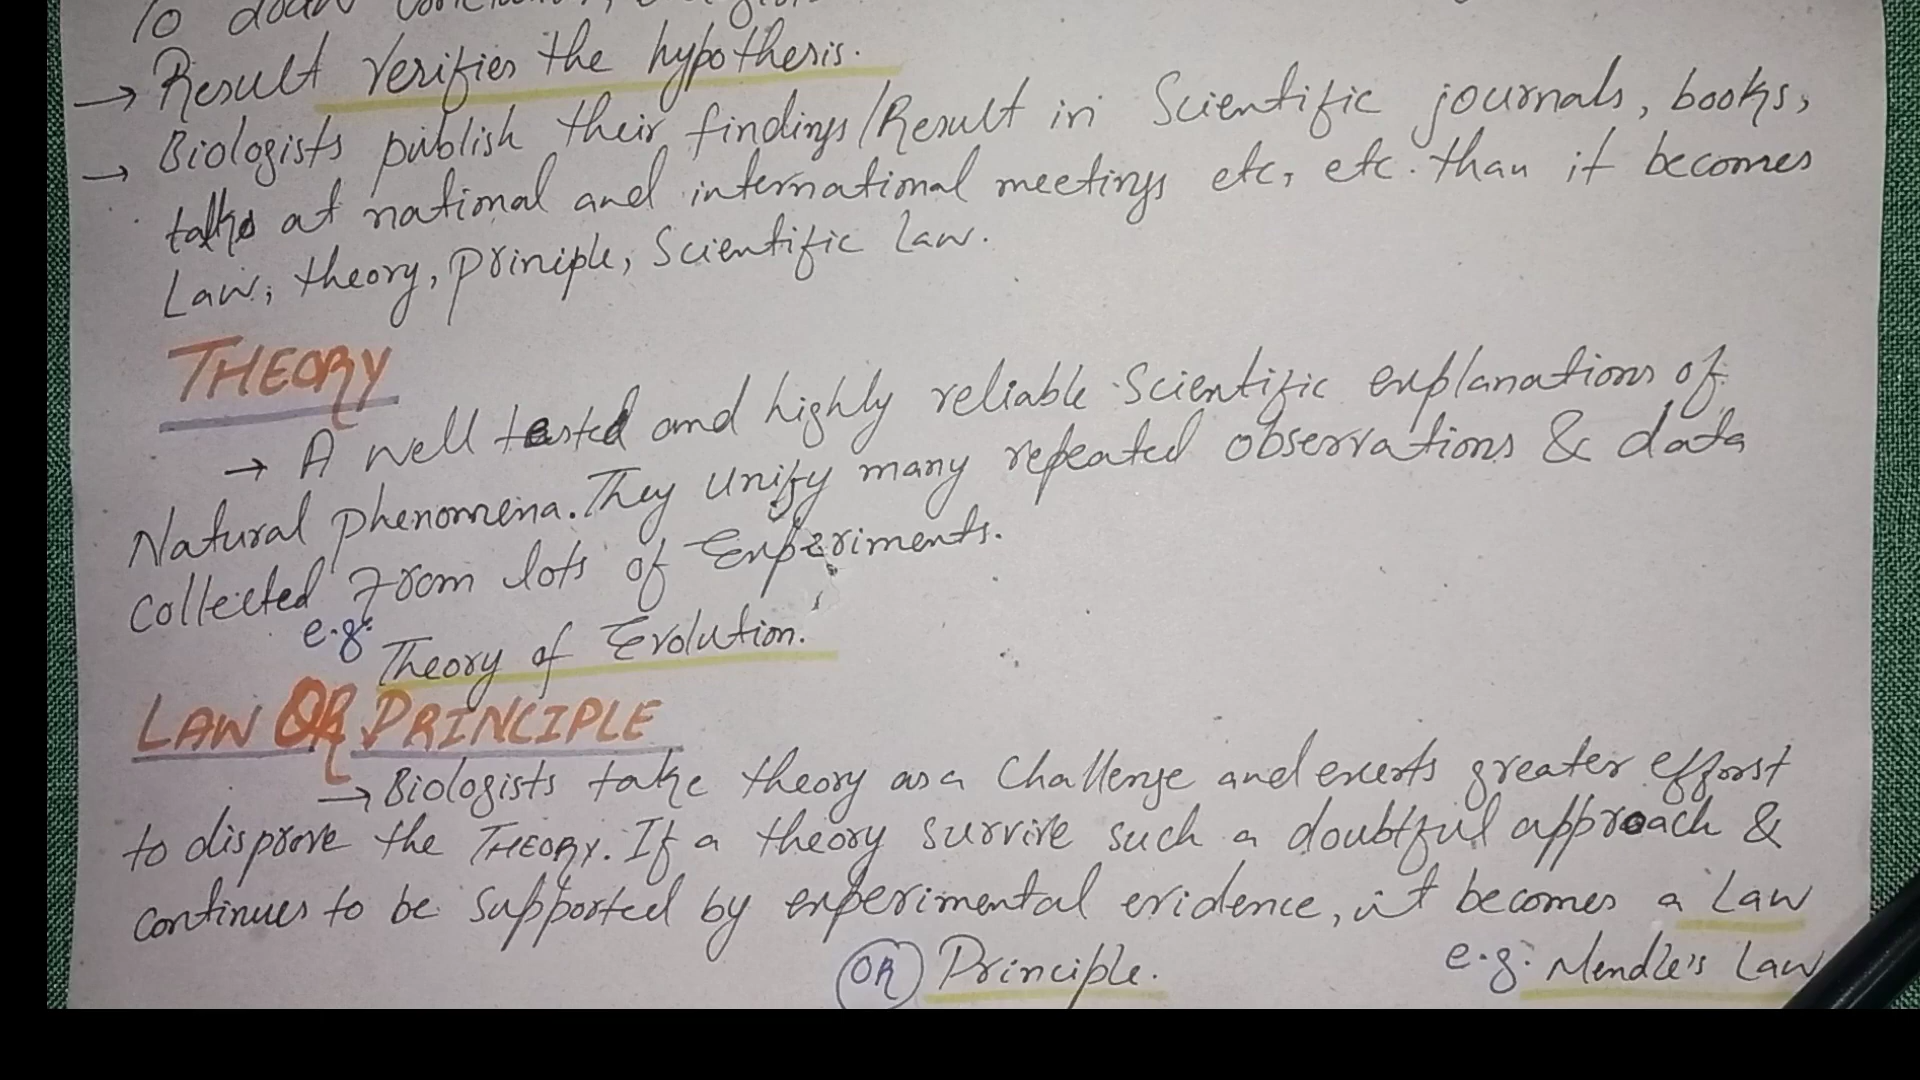 To draw
→ Result verifies the hypothesis.
→ Biologists publish their findings/Result in Scientific journals, books,
talks at national and international meetings etc, etc. than it becomes
Law, theory, priniple, Scientific law.
THEORY
→ A well tested and highly reliable Scientific explanations of
Natural phenomena. They unify many repeated observations & data
collected from lots of Experiments.
e.g: Theory of Evolution.
LAW OR PRINCIPLE
→ Biologists take theory as a Challenge and exerts greater effort
to disprove the THEORY. If a theory survive such a doubtful approach &
continues to be supported by experimental evidence, it becomes a Law
OR Principle. e.g: Mendle's Law